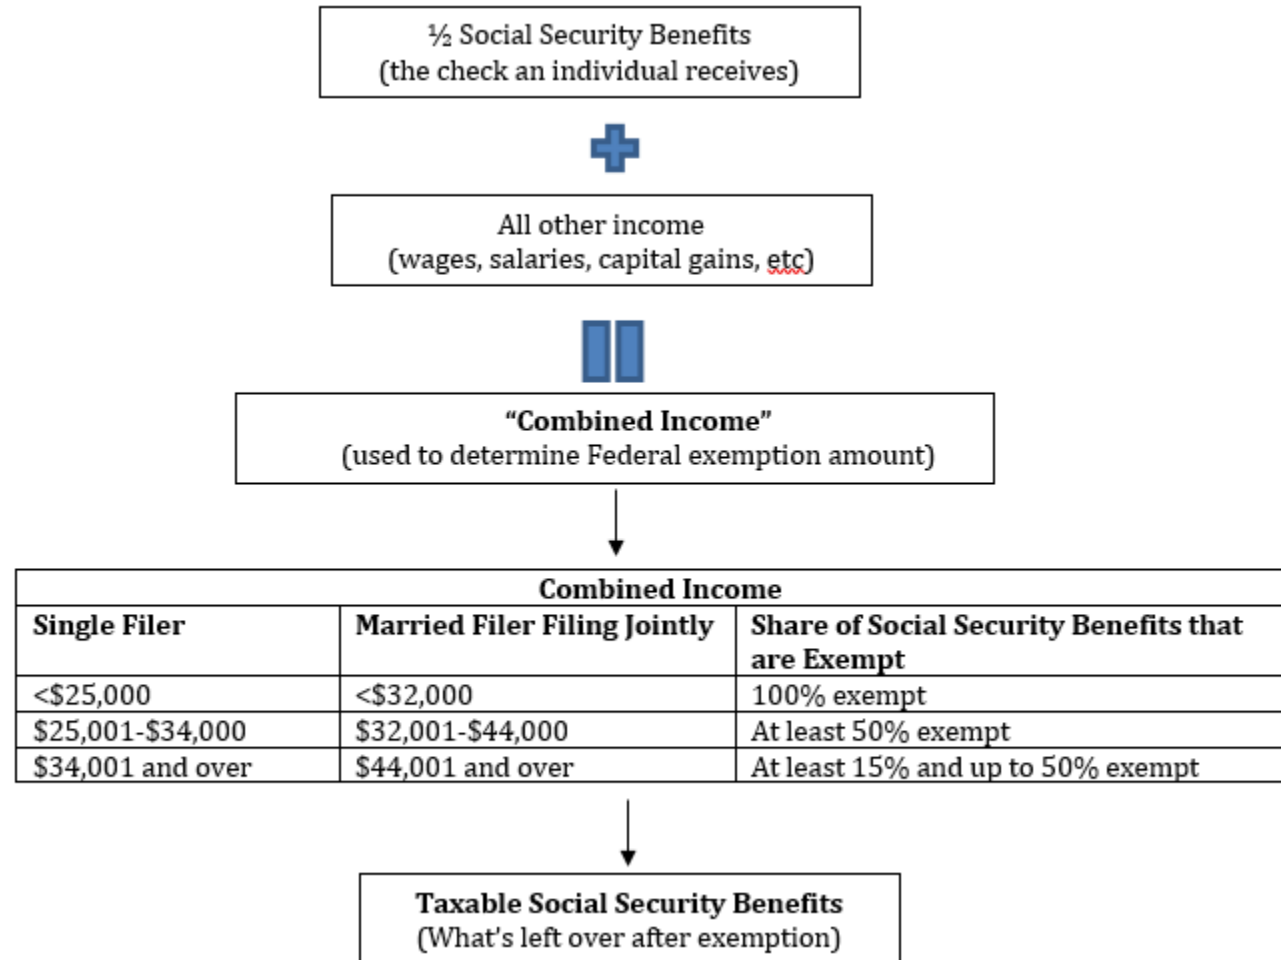 ½ Social Security Benefits
(the check an individual receives)
All other income
(wages, salaries, capital gains, etc)
“Combined Income”
(used to determine Federal exemption amount)
Combined Income
Single Filer Married Filer Filing Jointly Share of Social Security Benefits that
are Exempt
<$25,000 <$32,000 100% exempt
$25,001-$34,000 $32,001-$44,000 At least 50% exempt
$34,001 and over $44,001 and over At least 15% and up to 50% exempt
Taxable Social Security Benefits
(What’s left over after exemption)